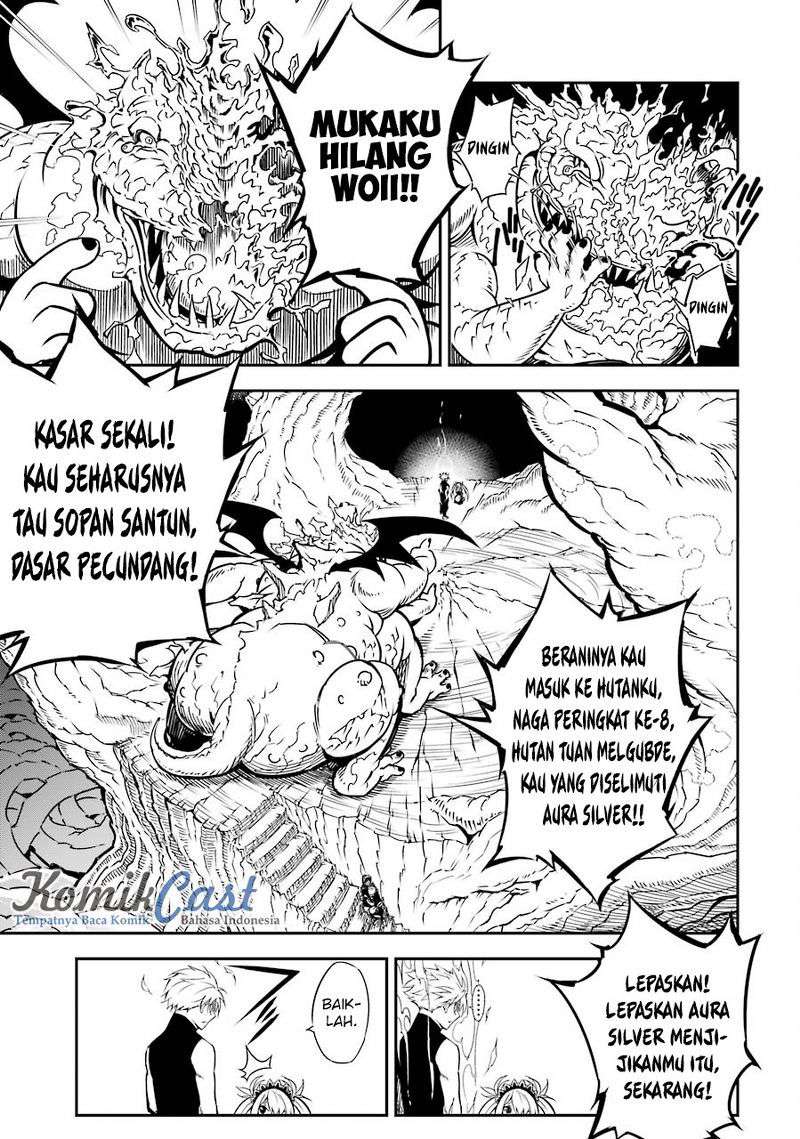 DINGIN
DINGIN
MUKAKU
HILANG
WOII!!
KASAR SEKALI!
KAU SEHARUSNYA
TAU SOPAN SANTUN,
DASAR PECUNDANG!
BERANINYA KAU
MASUK KE HUTANKU,
NAGA PERINGKAT KE-8,
HUTAN TUAN MELGUBDE,
KAU YANG DISELIMUTI
AURA SILVER!!
KomikCast
Tempatnya Baca Komik Bahasa Indonesia
LEPASKAN!
LEPASKAN AURA
SILVER MENJI-
JIKANMU ITU,
SEKARANG!
BAIK-
LAH.